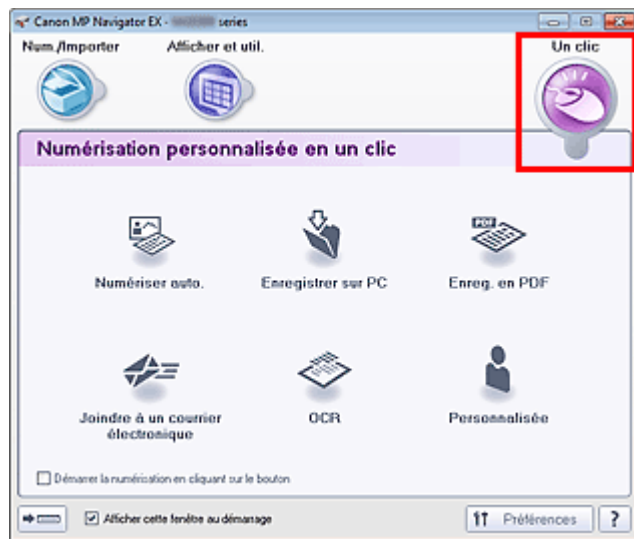 Canon MP Navigator EX - series
Num./Importer
Afficher et util.
Un clic
Numérisation personnalisée en un clic
Numériser auto.
Enregistrer sur PC
PDF
Enreg. en PDF
Joindre à un courrier
électronique
OCR
Personnalisée
Démarrer la numérisation en cliquant sur le bouton
Afficher cette fenêtre au démarrage
Préférences
?